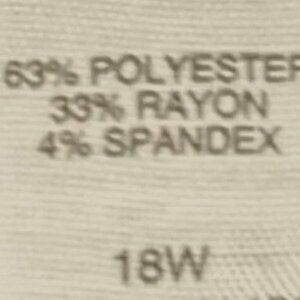 63% POLYESTER
33% RAYON
4% SPANDEX
18W